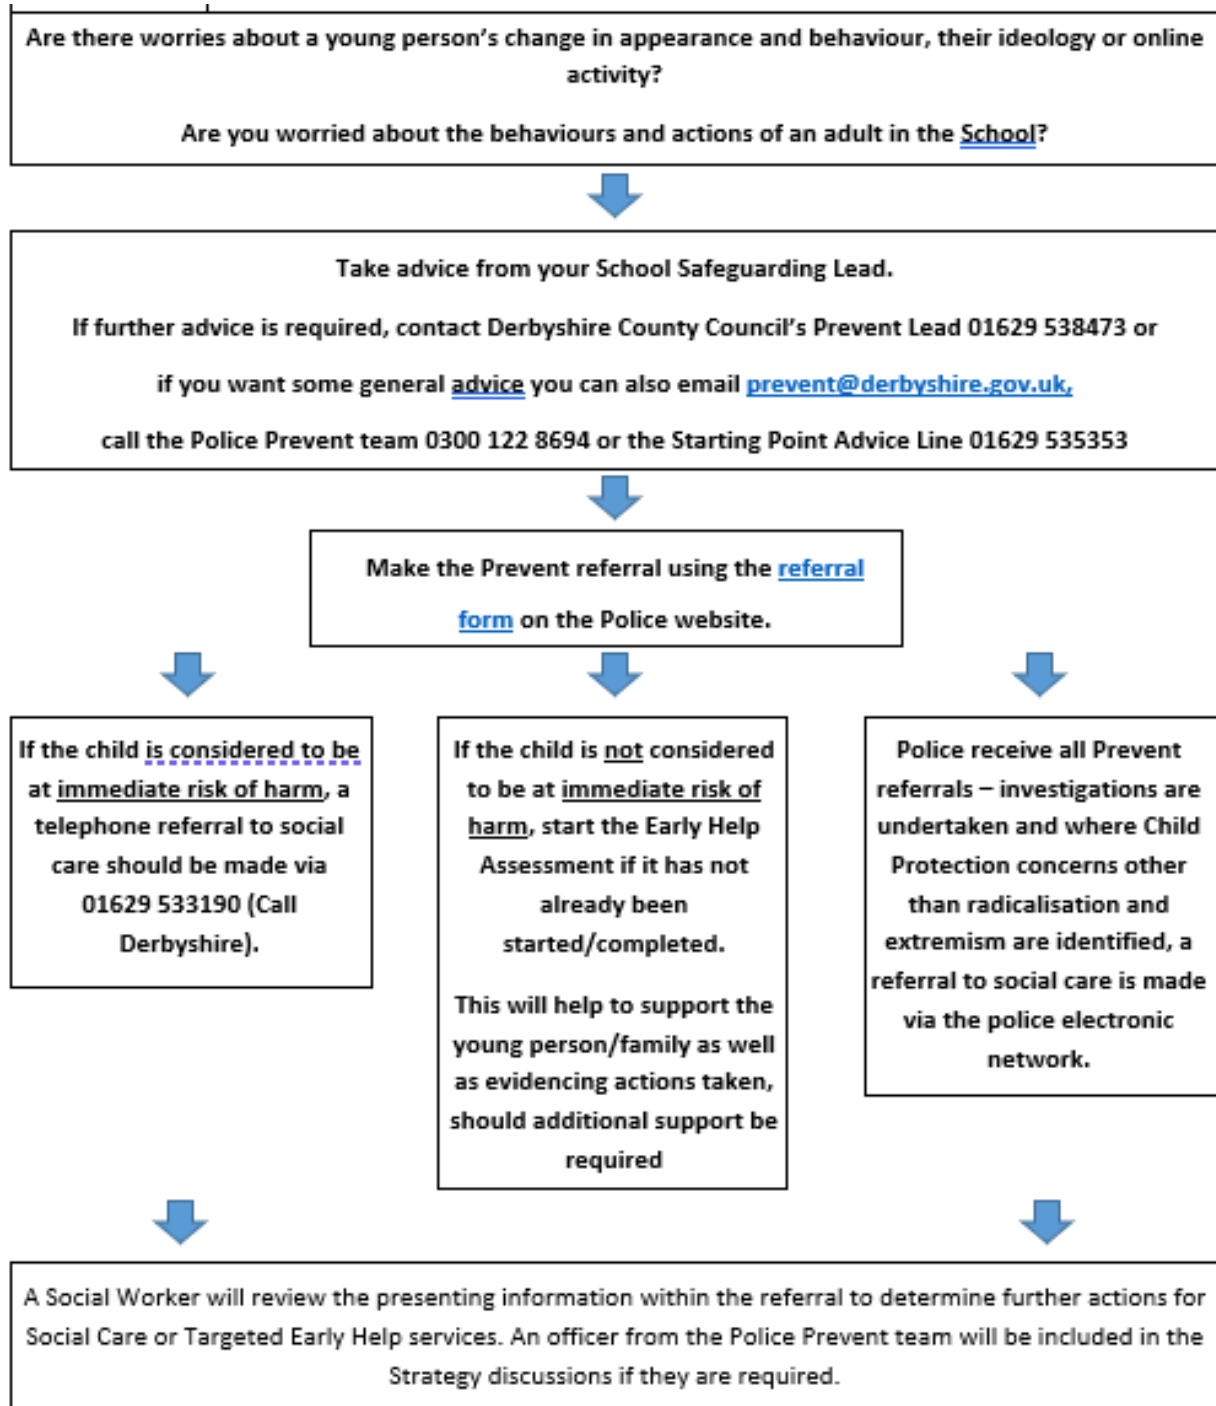 Are there worries about a young person's change in appearance and behaviour, their ideology or online
activity?
Are you worried about the behaviours and actions of an adult in the School?
Take advice from your School Safeguarding Lead.
If further advice is required, contact Derbyshire County Council's Prevent Lead 01629 538473 or
if you want some general advice you can also email prevent@derbyshire.gov.uk,
call the Police Prevent team 0300 122 8694 or the Starting Point Advice Line 01629 535353
Make the Prevent referral using the referral
form on the Police website.
If the child is considered to be
at immediate risk of harm, a
telephone referral to social
care should be made via
01629 533190 (Call
Derbyshire).
If the child is not considered
to be at immediate risk of
harm, start the Early Help
Assessment if it has not
already been
started/completed.
This will help to support the
young person/family as well
as evidencing actions taken,
should additional support be
required
Police receive all Prevent
referrals – investigations are
undertaken and where Child
Protection concerns other
than radicalisation and
extremism are identified, a
referral to social care is made
via the police electronic
network.
A Social Worker will review the presenting information within the referral to determine further actions for
Social Care or Targeted Early Help services. An officer from the Police Prevent team will be included in the
Strategy discussions if they are required.